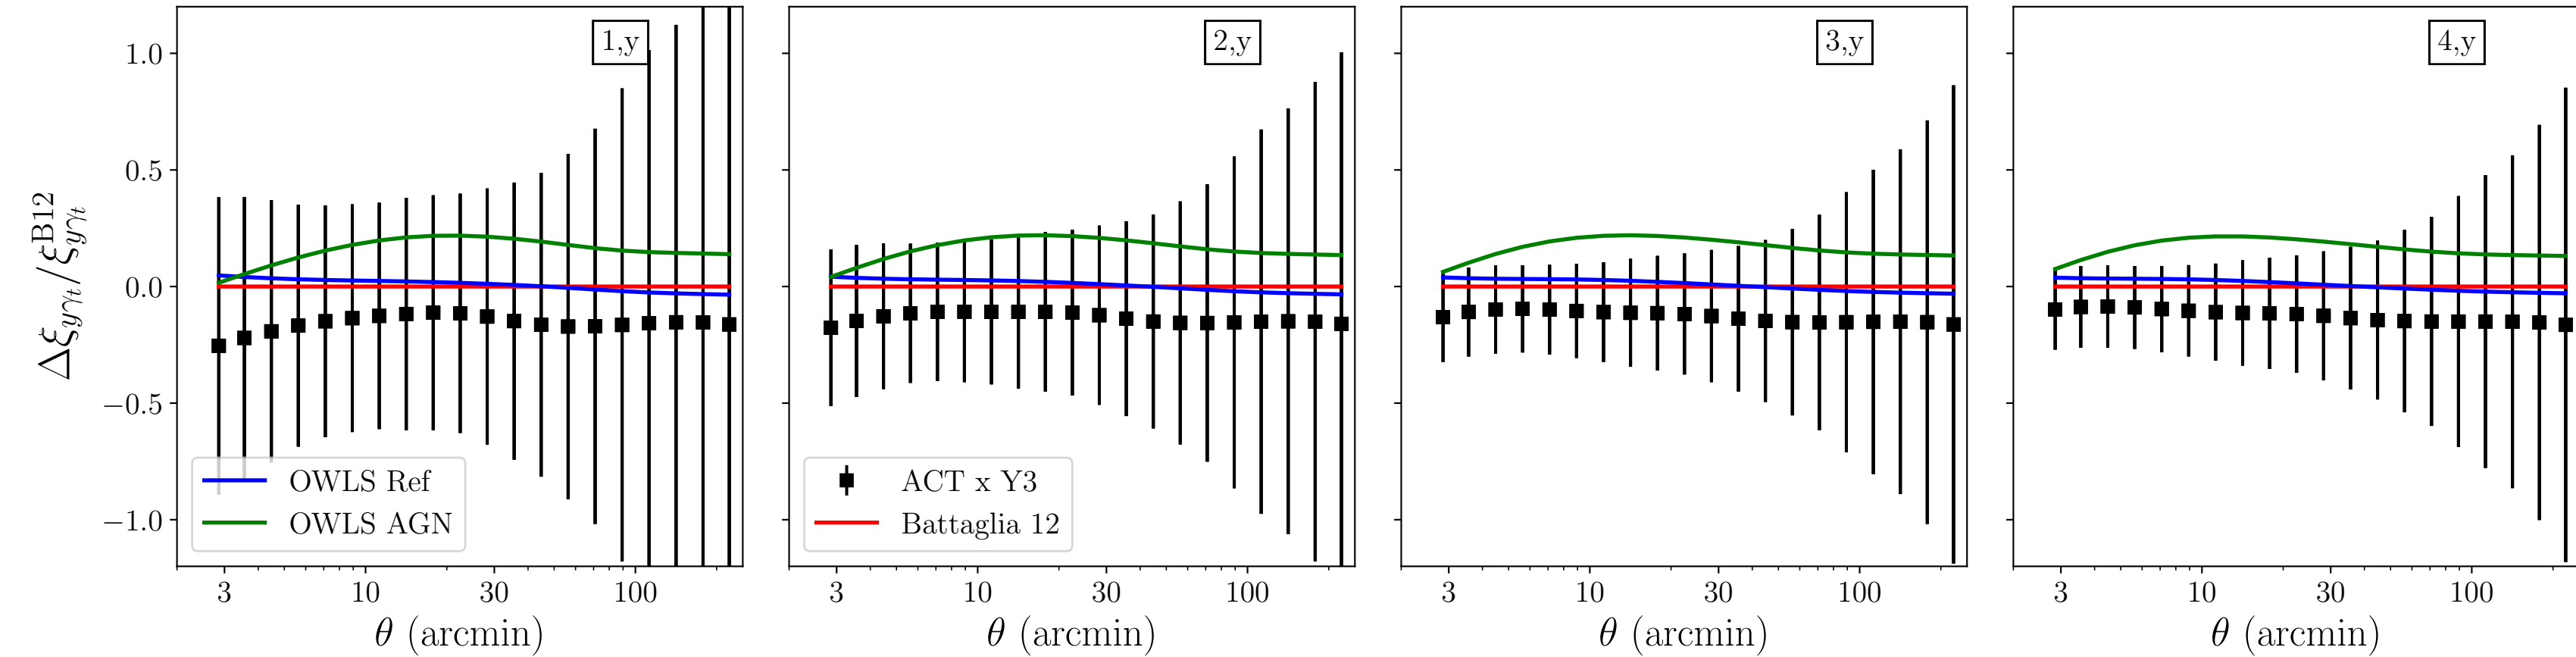 Δξ_{yγ_t}/ξ^{B12}_{yγ_t}
1.0
0.5
0.0
−0.5
−1.0
1,y
OWLS Ref
OWLS AGN
3 10 30 100
θ (arcmin)
2,y
ACT x Y3
Battaglia 12
3 10 30 100
θ (arcmin)
3,y
3 10 30 100
θ (arcmin)
4,y
3 10 30 100
θ (arcmin)